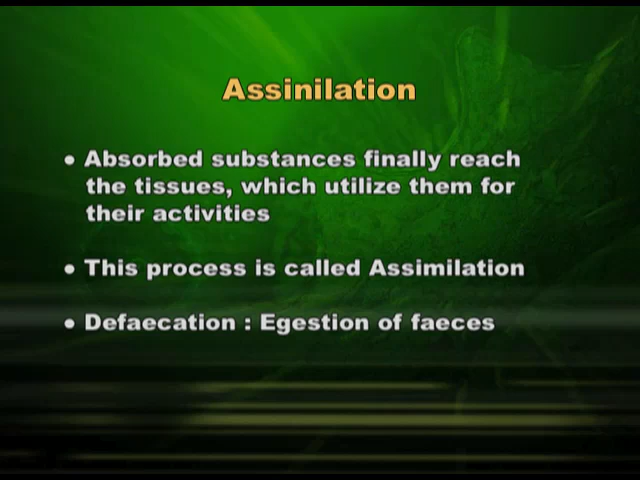 Assinilation
● Absorbed substances finally reach
the tissues, which utilize them for
their activities
● This process is called Assimilation
● Defaecation : Egestion of faeces